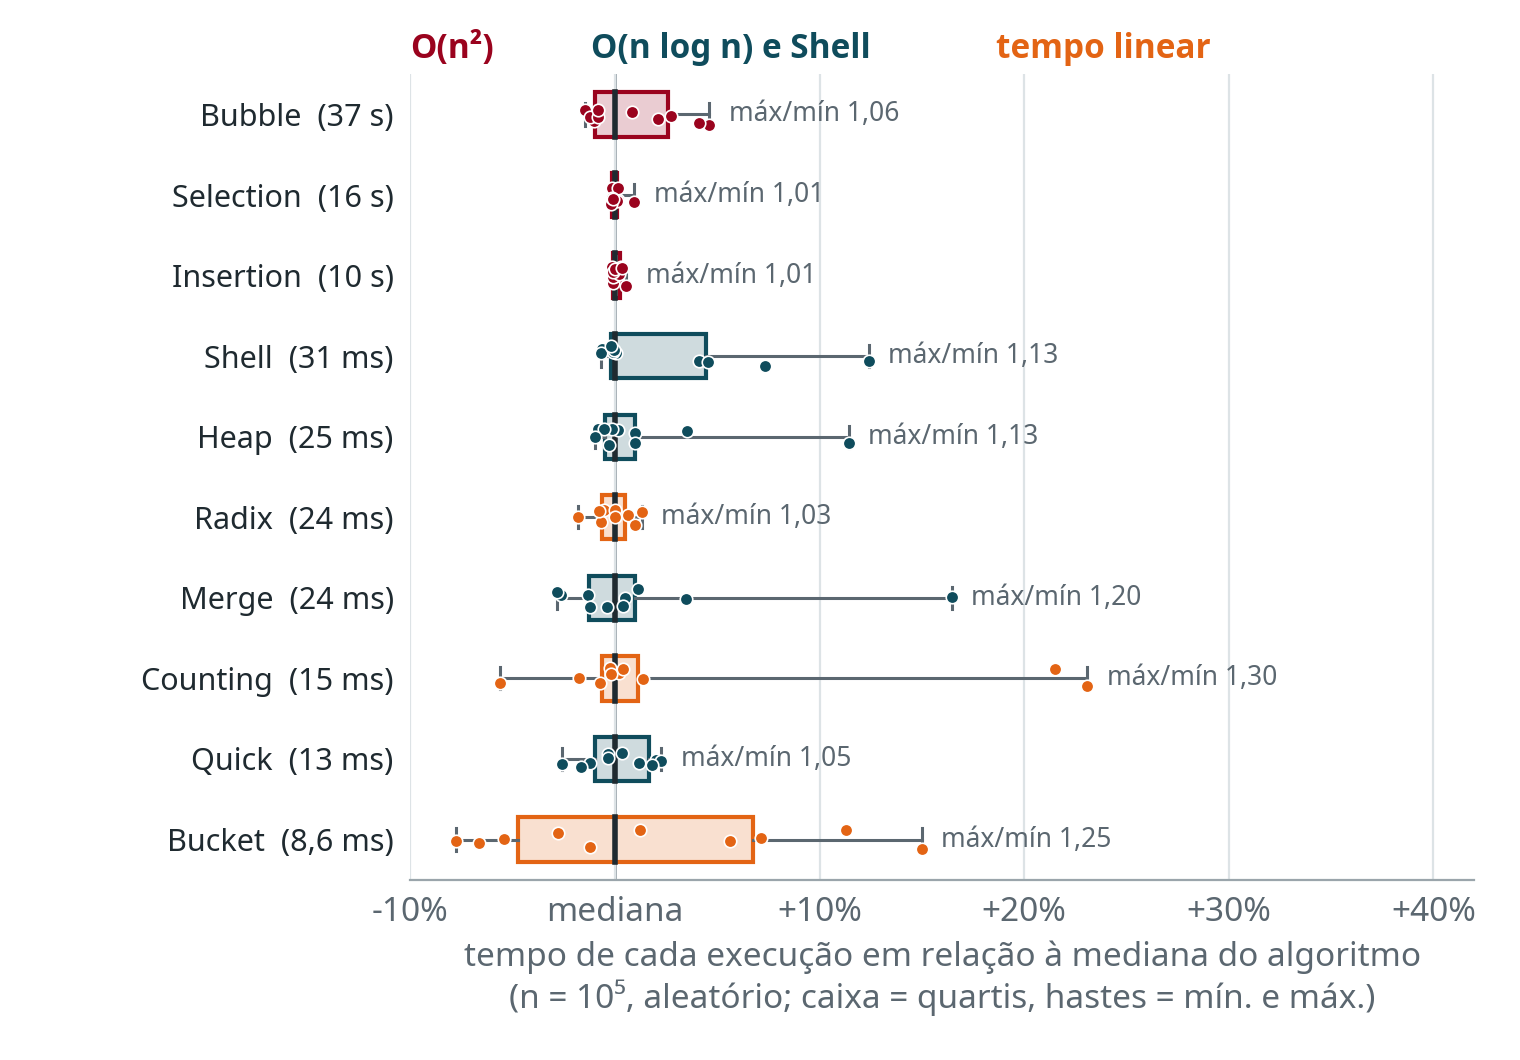 O(n²) O(n log n) e Shell tempo linear
Bubble (37 s) máx/mín 1,06
Selection (16 s) máx/mín 1,01
Insertion (10 s) máx/mín 1,01
Shell (31 ms) máx/mín 1,13
Heap (25 ms) máx/mín 1,13
Radix (24 ms) máx/mín 1,03
Merge (24 ms) máx/mín 1,20
Counting (15 ms) máx/mín 1,30
Quick (13 ms) máx/mín 1,05
Bucket (8,6 ms) máx/mín 1,25
-10% mediana +10% +20% +30% +40%
tempo de cada execução em relação à mediana do algoritmo
(n = 10⁵, aleatório; caixa = quartis, hastes = mín. e máx.)